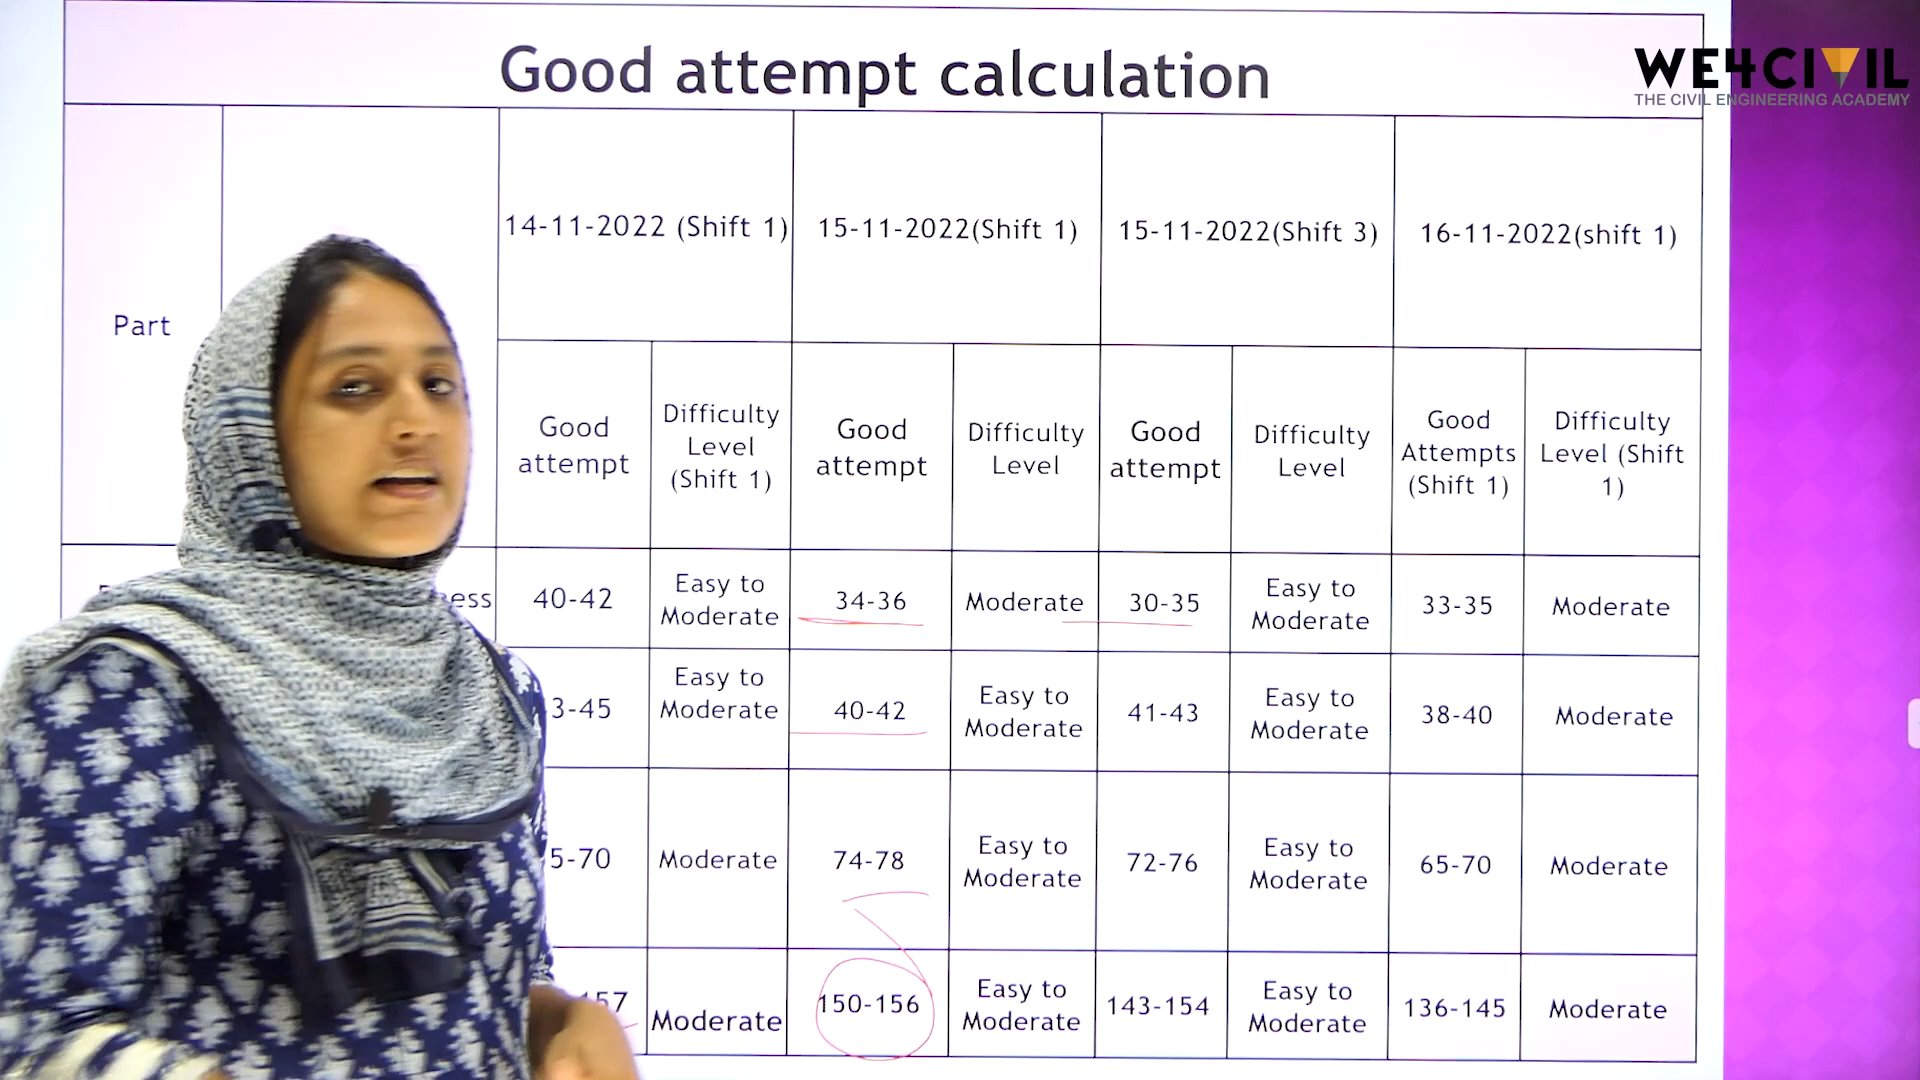 Good attempt calculation
WE4CIVIL
THE CIVIL ENGINEERING ACADEMY
Part
14-11-2022 (Shift 1)
15-11-2022(Shift 1)
15-11-2022(Shift 3)
16-11-2022(shift 1)
Good
attempt
Difficulty
Level
(Shift 1)
Good
attempt
Difficulty
Level
Good
attempt
Difficulty
Level
Good
Attempts
(Shift 1)
Difficulty
Level (Shift
1)
40-42
Easy to
Moderate
34-36
Moderate
30-35
Easy to
Moderate
33-35
Moderate
3-45
Easy to
Moderate
40-42
Easy to
Moderate
41-43
Easy to
Moderate
38-40
Moderate
5-70
Moderate
74-78
Easy to
Moderate
72-76
Easy to
Moderate
65-70
Moderate
Moderate
150-156
Easy to
Moderate
143-154
Easy to
Moderate
136-145
Moderate